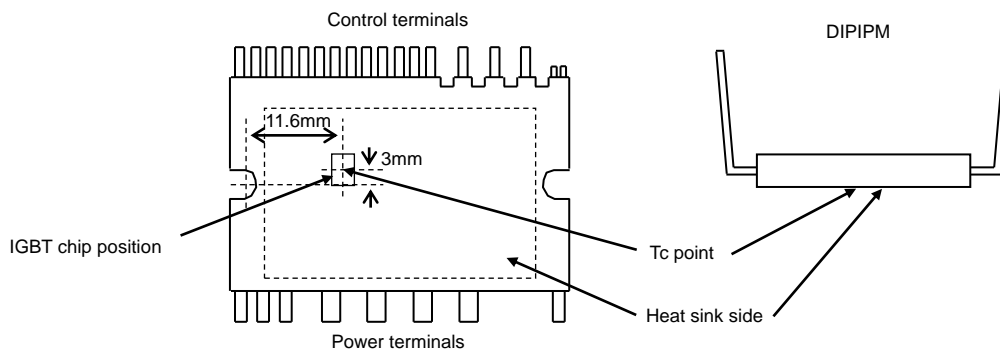 Control terminals
DIPIPM
11.6mm
3mm
IGBT chip position
Tc point
Heat sink side
Power terminals